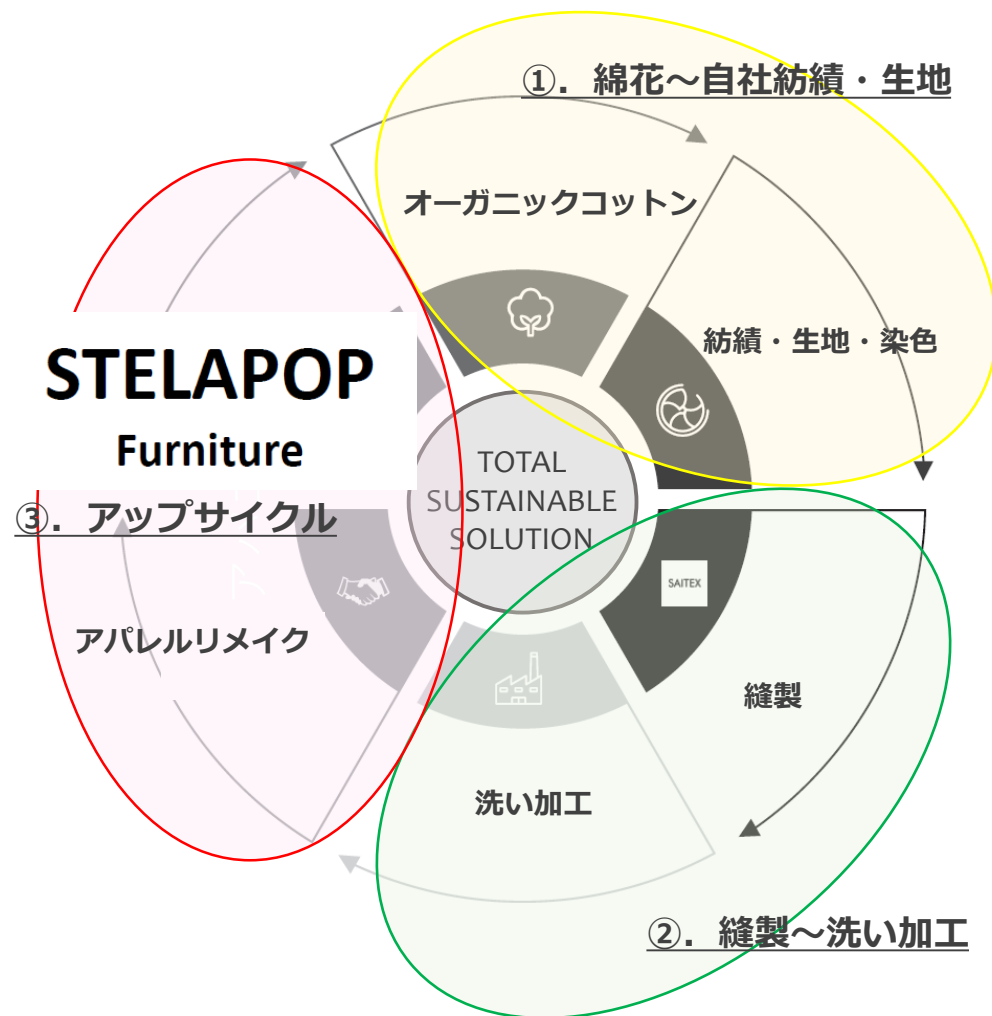 ①．綿花～自社紡績・生地
オーガニックコットン
紡績・生地・染色
STELAPOP
Furniture
TOTAL
SUSTAINABLE
SOLUTION
③．アップサイクル
SAITEX
アパレルリメイク
縫製
洗い加工
②．縫製～洗い加工